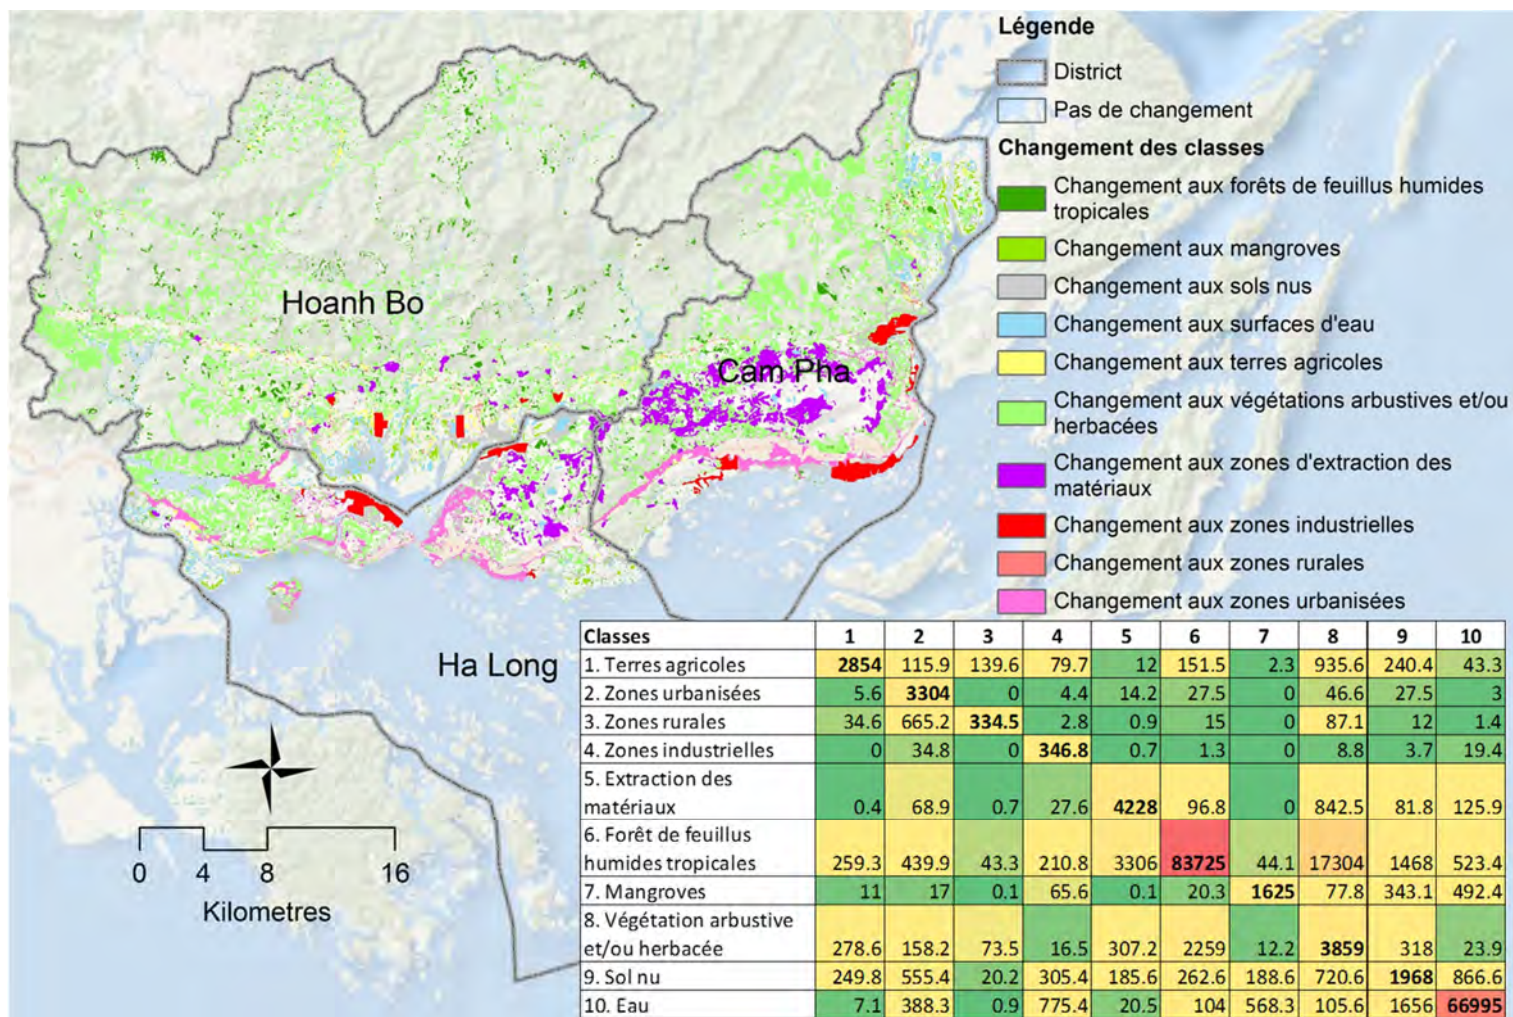 Légende
District
Pas de changement
Changement des classes
Changement aux forêts de feuillus humides
tropicales
Changement aux mangroves
Changement aux sols nus
Changement aux surfaces d'eau
Changement aux terres agricoles
Changement aux végétations arbustives et/ou
herbacées
Changement aux zones d'extraction des
matériaux
Changement aux zones industrielles
Changement aux zones rurales
Changement aux zones urbanisées
Hoanh Bo
Cam Pha
Ha Long
0 4 8 16
Kilometres
Classes 1 2 3 4 5 6 7 8 9 10
1. Terres agricoles 2854 115.9 139.6 79.7 12 151.5 2.3 935.6 240.4 43.3
2. Zones urbanisées 5.6 3304 0 4.4 14.2 27.5 0 46.6 27.5 3
3. Zones rurales 34.6 665.2 334.5 2.8 0.9 15 0 87.1 12 1.4
4. Zones industrielles 0 34.8 0 346.8 0.7 1.3 0 8.8 3.7 19.4
5. Extraction des
matériaux 0.4 68.9 0.7 27.6 4228 96.8 0 842.5 81.8 125.9
6. Forêt de feuillus
humides tropicales 259.3 439.9 43.3 210.8 3306 83725 44.1 17304 1468 523.4
7. Mangroves 11 17 0.1 65.6 0.1 20.3 1625 77.8 343.1 492.4
8. Végétation arbustive
et/ou herbacée 278.6 158.2 73.5 16.5 307.2 2259 12.2 3859 318 23.9
9. Sol nu 249.8 555.4 20.2 305.4 185.6 262.6 188.6 720.6 1968 866.6
10. Eau 7.1 388.3 0.9 775.4 20.5 104 568.3 105.6 1656 66995